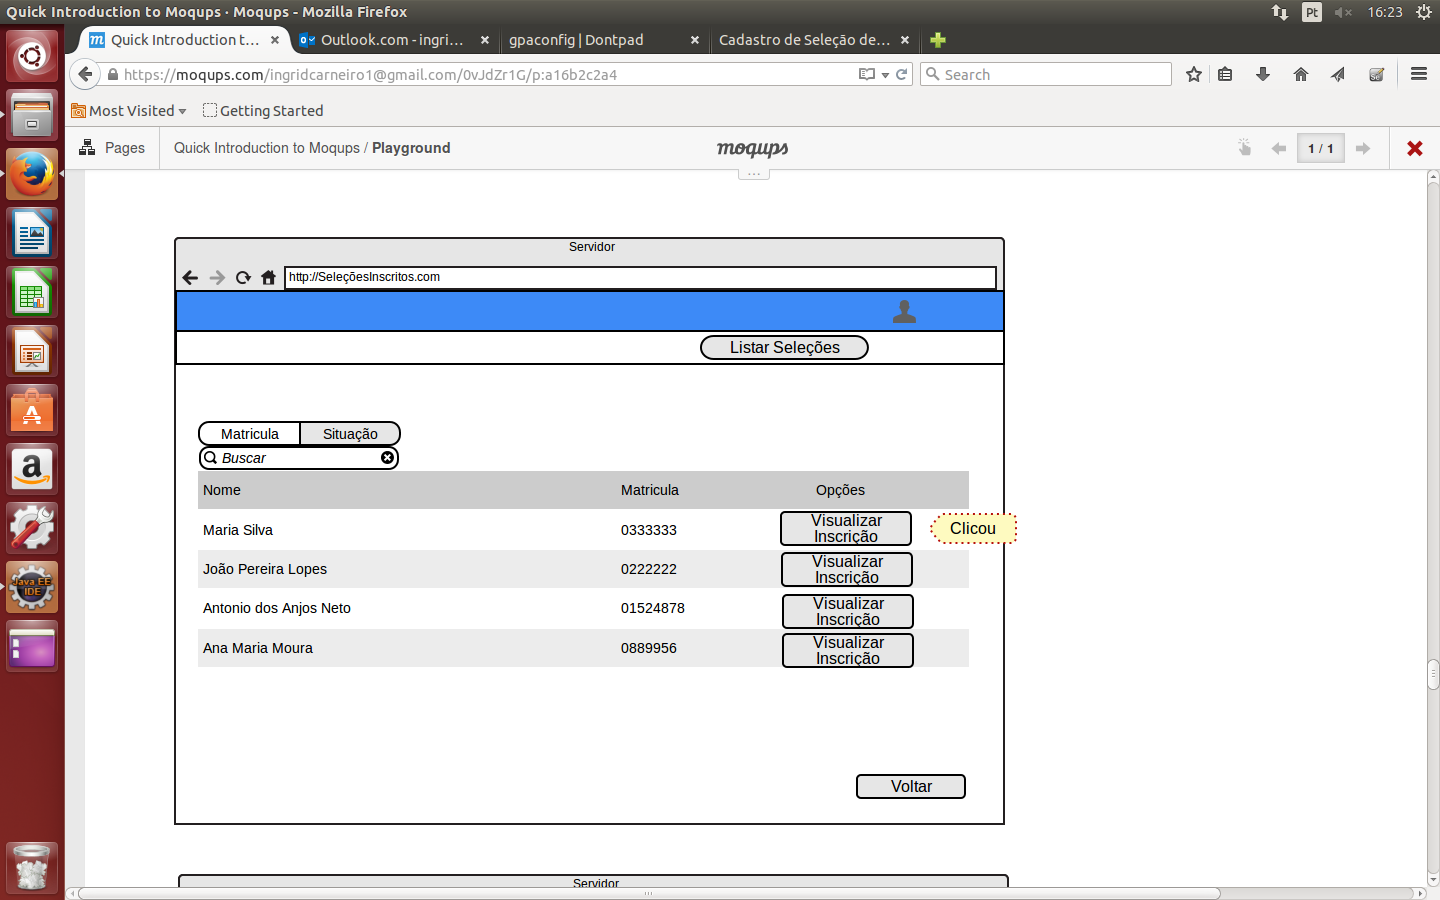 Quick Introduction to Moqups · Moqups - Mozilla Firefox
Pt
16:23
Quick Introduction t...
Outlook.com - ingri...
gpaconfig | Dontpad
Cadastro de Seleção de...
https://moqups.com/ingridcarneiro1@gmail.com/0vJdZr1G/p:a16b2c2a4
Search
Most Visited
Getting Started
Pages
Quick Introduction to Moqups / Playground
moqups
1 / 1
...
Servidor
http://SeleçõesInscritos.com
Listar Seleções
Matricula
Situação
Buscar
Nome
Matricula
Opções
Maria Silva
0333333
Visualizar
Inscrição
Clicou
João Pereira Lopes
0222222
Visualizar
Inscrição
Antonio dos Anjos Neto
01524878
Visualizar
Inscrição
Ana Maria Moura
0889956
Visualizar
Inscrição
Voltar
Servidor
Java EE
IDE